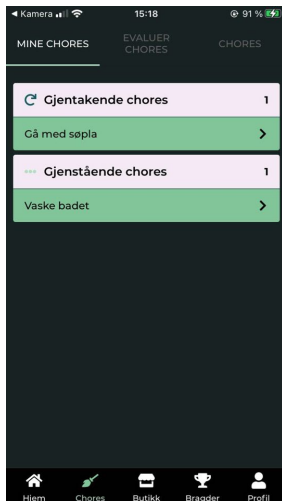 Kamera
15:18
91 %
MINE CHORES
EVALUER
CHORES
CHORES
Gjentakende chores 1
Gå med søpla
Gjenstående chores 1
Vaske badet
Hjem Chores Butikk Bragder Profil